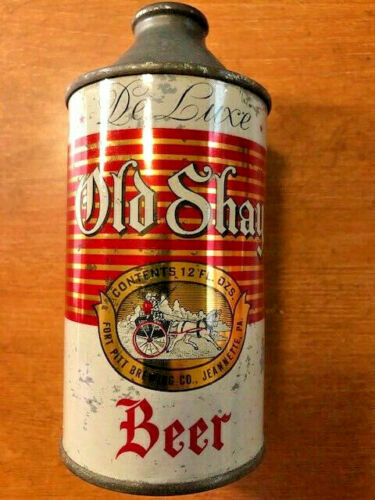 De Luxe
Old Shay
CONTENTS 12 FL. OZS.
FORT PITT BREWING CO., JEANNETTE, PA
Beer